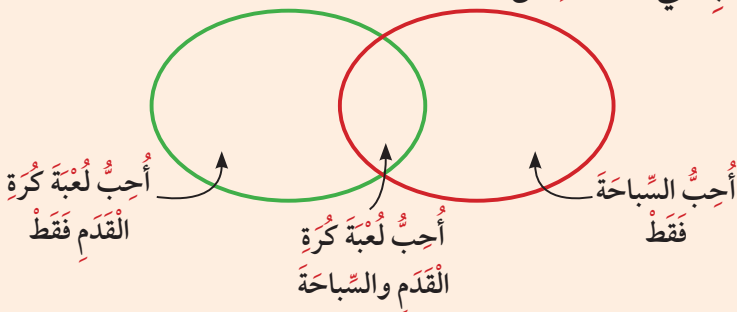 أُحِبُّ السِّباحَةَ
فَقَطْ
أُحِبُّ لُعْبَةَ كُرَةِ
الْقَدَمِ والسِّباحَةَ
أُحِبُّ لُعْبَةَ كُرَةِ
الْقَدَمِ فَقَطْ